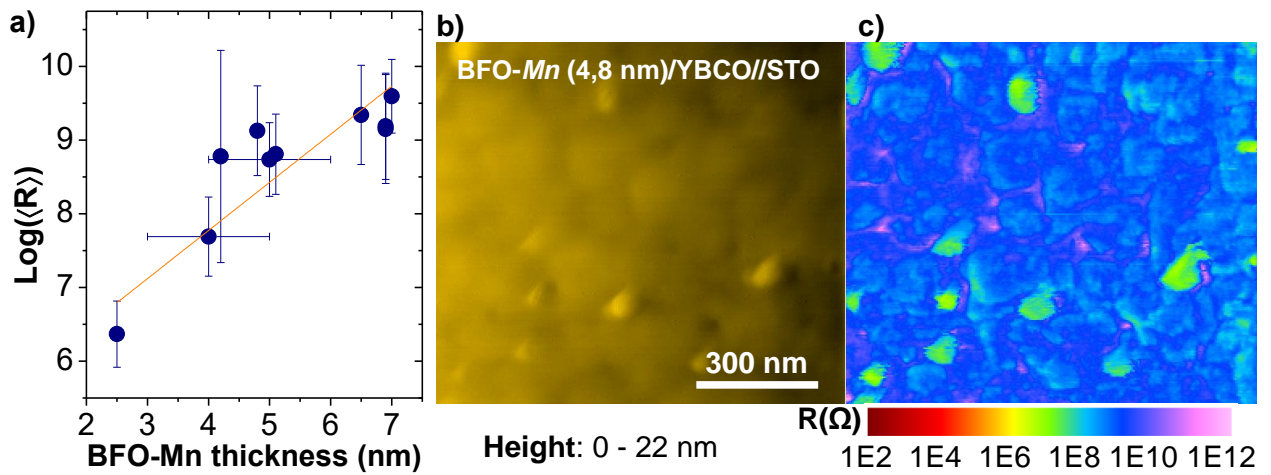 a)
b)
c)
10
9
8
7
6
Log(⟨R⟩)
2 3 4 5 6 7
BFO-Mn thickness (nm)
BFO-Mn (4,8 nm)/YBCO//STO
300 nm
Height: 0 - 22 nm
R(Ω)
1E2 1E4 1E6 1E8 1E10 1E12